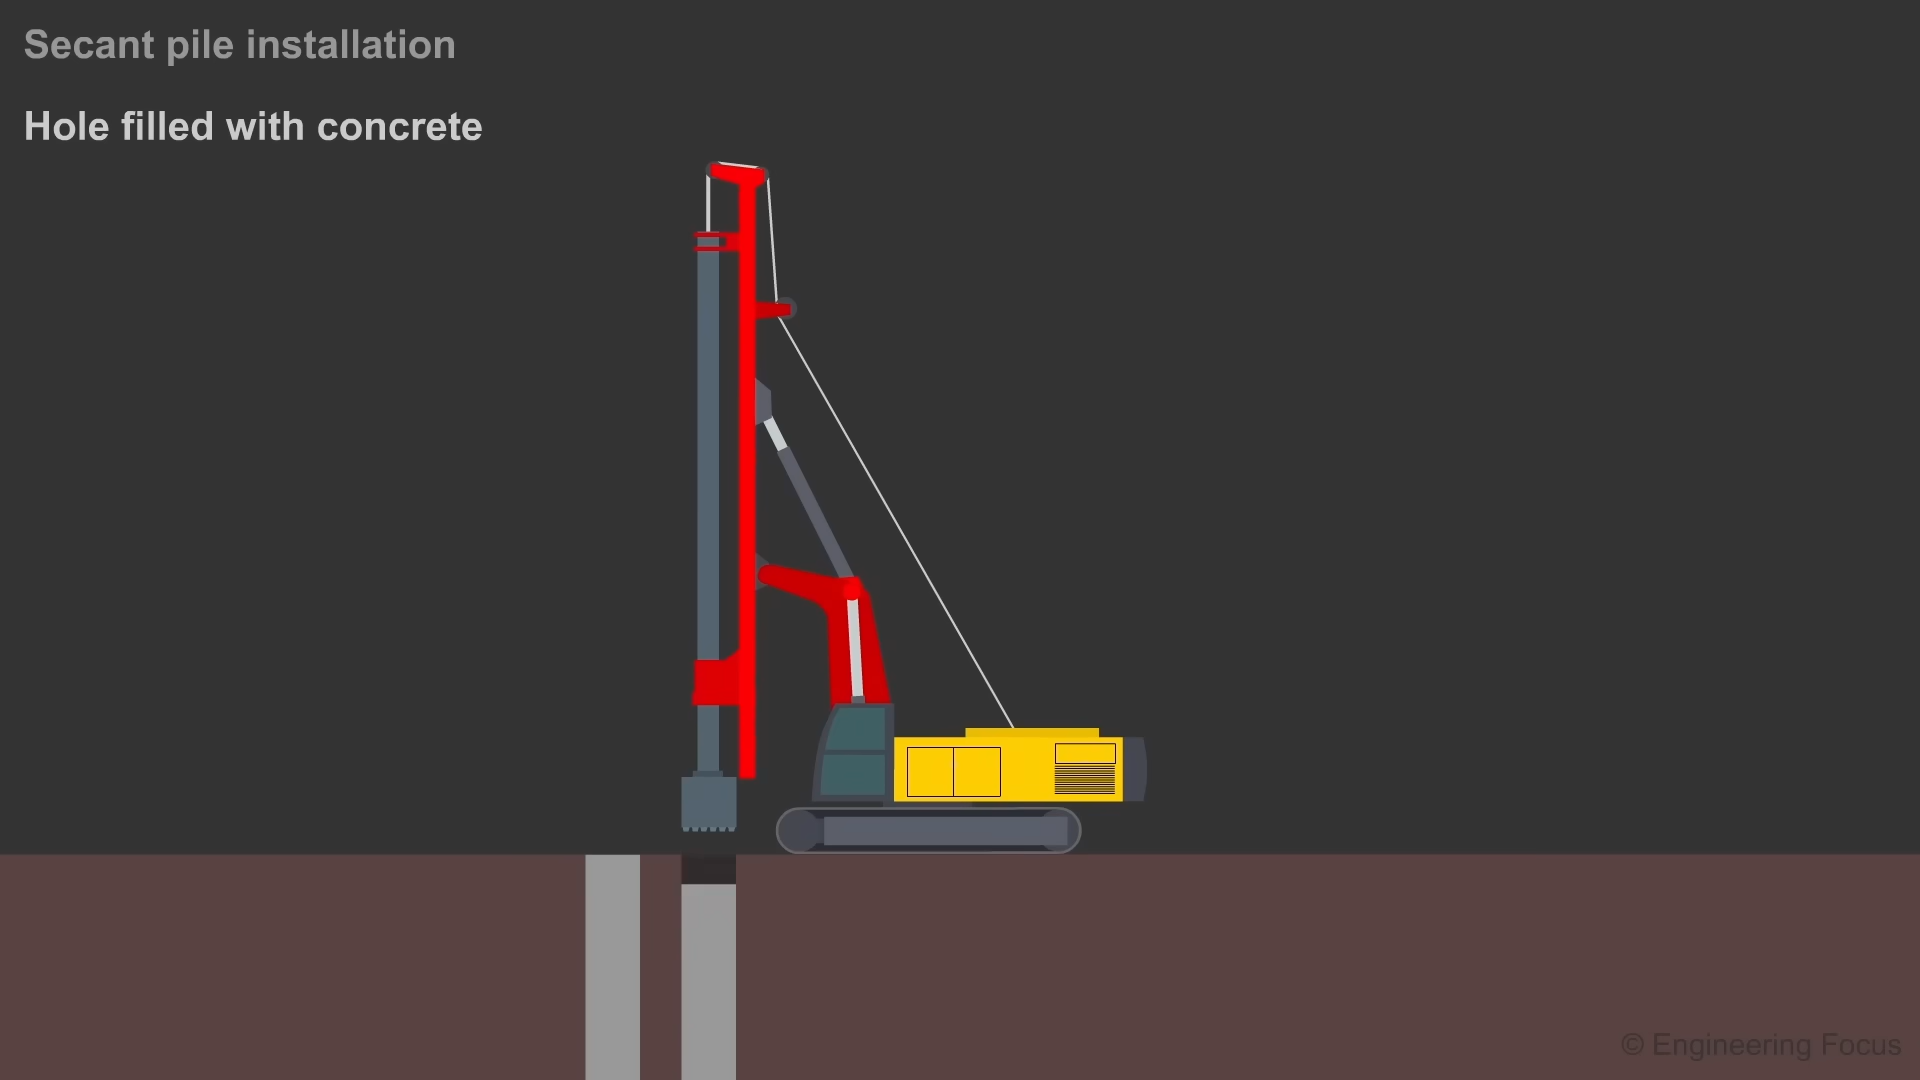 Secant pile installation
Hole filled with concrete
© Engineering Focus